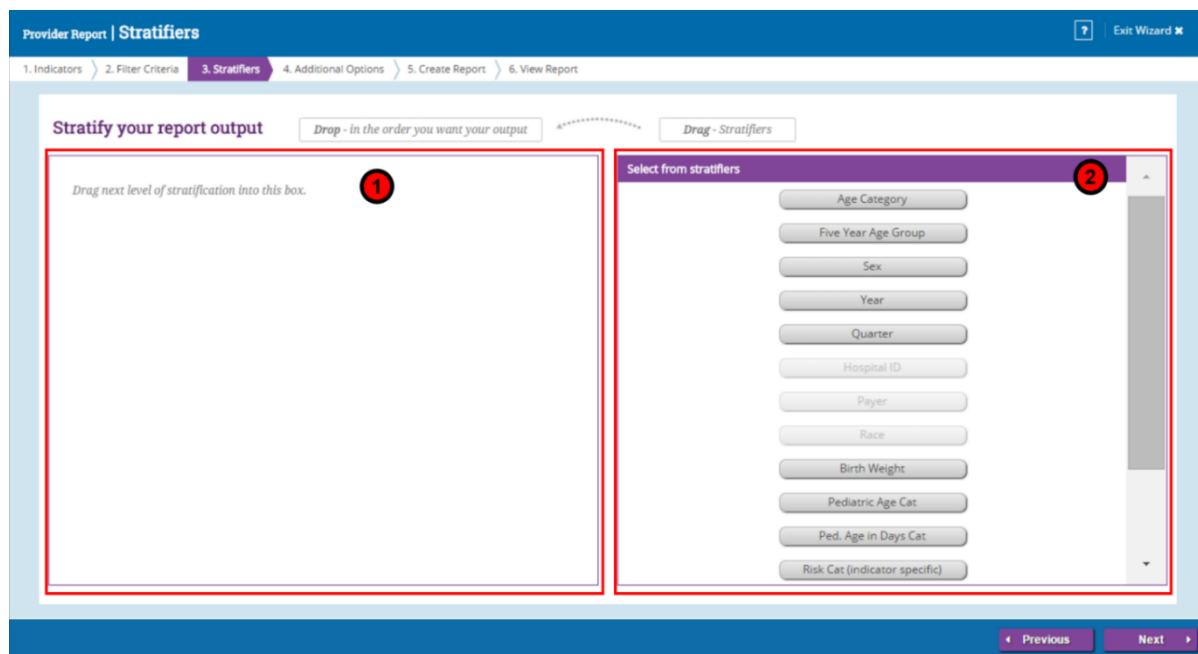 Provider Report | Stratifiers
? Exit Wizard ✖
1. Indicators 2. Filter Criteria 3. Stratifiers 4. Additional Options 5. Create Report 6. View Report
Stratify your report output
Drop - in the order you want your output
Drag - Stratifiers
Drag next level of stratification into this box.
1
Select from stratifiers
2
Age Category
Five Year Age Group
Sex
Year
Quarter
Hospital ID
Payer
Race
Birth Weight
Pediatric Age Cat
Ped. Age in Days Cat
Risk Cat (indicator specific)
Previous
Next